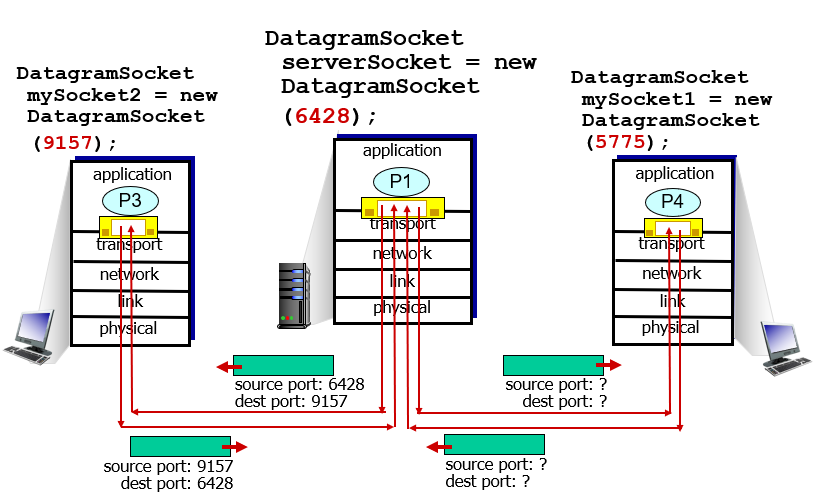 DatagramSocket
mySocket2 = new
DatagramSocket
(9157);
DatagramSocket
serverSocket = new
DatagramSocket
(6428);
DatagramSocket
mySocket1 = new
DatagramSocket
(5775);
application
P3
transport
network
link
physical
application
P1
transport
network
link
physical
application
P4
transport
network
link
physical
source port: 6428
dest port: 9157
source port: ?
dest port: ?
source port: 9157
dest port: 6428
source port: ?
dest port: ?